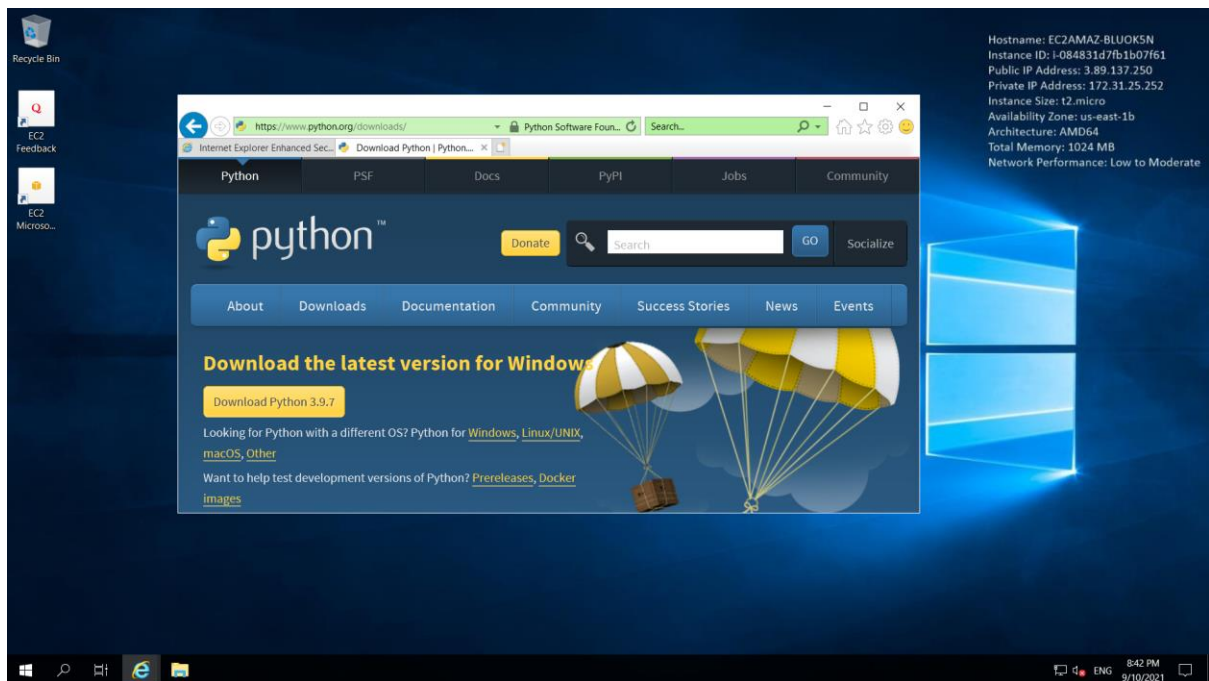 Recycle Bin
EC2
Feedback
EC2
Microso...
Hostname: EC2AMAZ-BLUOK5N
Instance ID: i-084831d7fb1b07f61
Public IP Address: 3.89.137.250
Private IP Address: 172.31.25.252
Instance Size: t2.micro
Availability Zone: us-east-1b
Architecture: AMD64
Total Memory: 1024 MB
Network Performance: Low to Moderate
https://www.python.org/downloads/ Python Software Foun... Search...
Internet Explorer Enhanced Sec... Download Python | Python...
Python PSF Docs PyPI Jobs Community
python™ Donate Search GO Socialize
About Downloads Documentation Community Success Stories News Events
Download the latest version for Windows
Download Python 3.9.7
Looking for Python with a different OS? Python for Windows, Linux/UNIX,
macOS, Other
Want to help test development versions of Python? Prereleases, Docker
images
ENG 8:42 PM
9/10/2021